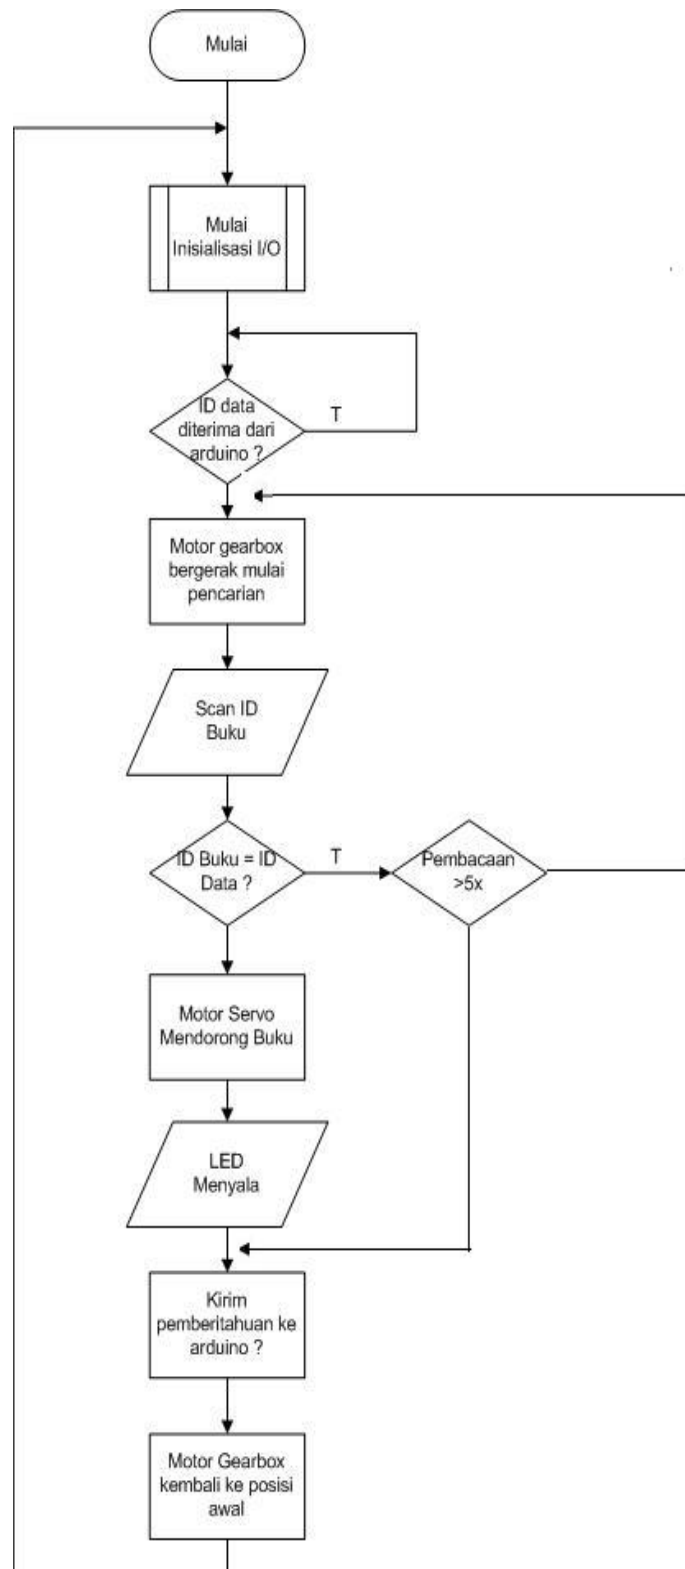 Mulai
Mulai
Inisialisasi I/O
ID data
diterima dari
arduino ?
T
Motor gearbox
bergerak mulai
pencarian
Scan ID
Buku
ID Buku = ID
Data ?
T
Pembacaan
>5x
Motor Servo
Mendorong Buku
LED
Menyala
Kirim
pemberitahuan ke
arduino ?
Motor Gearbox
kembali ke posisi
awal